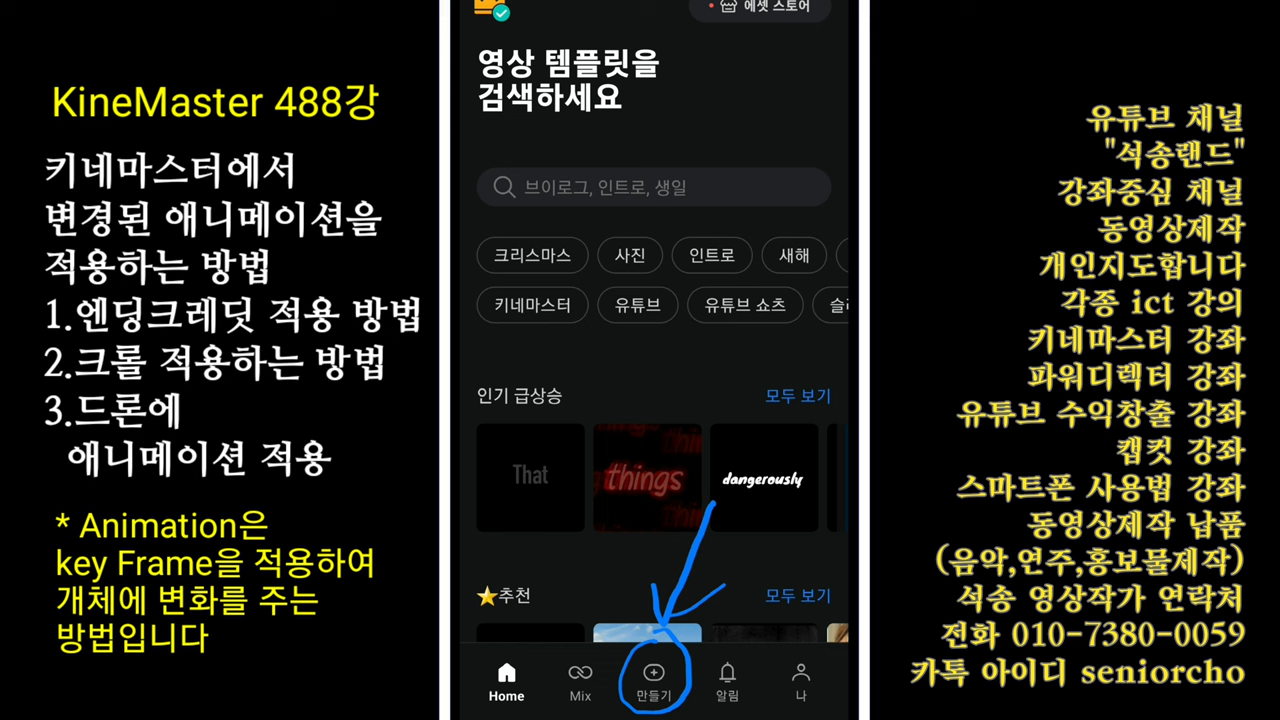 KineMaster 488강
키네마스터에서
변경된 애니메이션을
적용하는 방법
1.엔딩크레딧 적용 방법
2.크롤 적용하는 방법
3.드론에
애니메이션 적용
* Animation은
key Frame을 적용하여
개체에 변화를 주는
방법입니다
에셋 스토어
영상 템플릿을
검색하세요
브이로그, 인트로, 생일
크리스마스 사진 인트로 새해
키네마스터 유튜브 유튜브 쇼츠
인기 급상승 모두 보기
That things dangerously
⭐추천 모두 보기
Home Mix 만들기 알림 나
유튜브 채널
"석송랜드"
강좌중심 채널
동영상제작
개인지도합니다
각종 ict 강의
키네마스터 강좌
파워디렉터 강좌
유튜브 수익창출 강좌
캡컷 강좌
스마트폰 사용법 강좌
동영상제작 납품
(음악,연주,홍보물제작)
석송 영상작가 연락처
전화 010-7380-0059
카톡 아이디 seniorcho